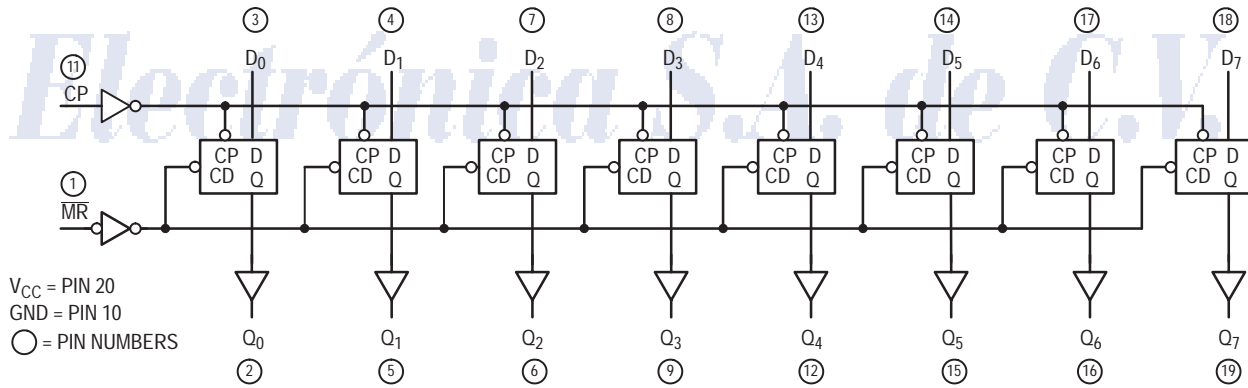 3 4 7 8 13 14 17 18
D0 D1 D2 D3 D4 D5 D6 D7
11
CP
Electrónica S.A. de C.V.
CP D CP D CP D CP D CP D CP D CP D CP D
CD Q CD Q CD Q CD Q CD Q CD Q CD Q CD Q
1
M̅R̅
VCC = PIN 20
GND = PIN 10
= PIN NUMBERS
Q0 Q1 Q2 Q3 Q4 Q5 Q6 Q7
2 5 6 9 12 15 16 19